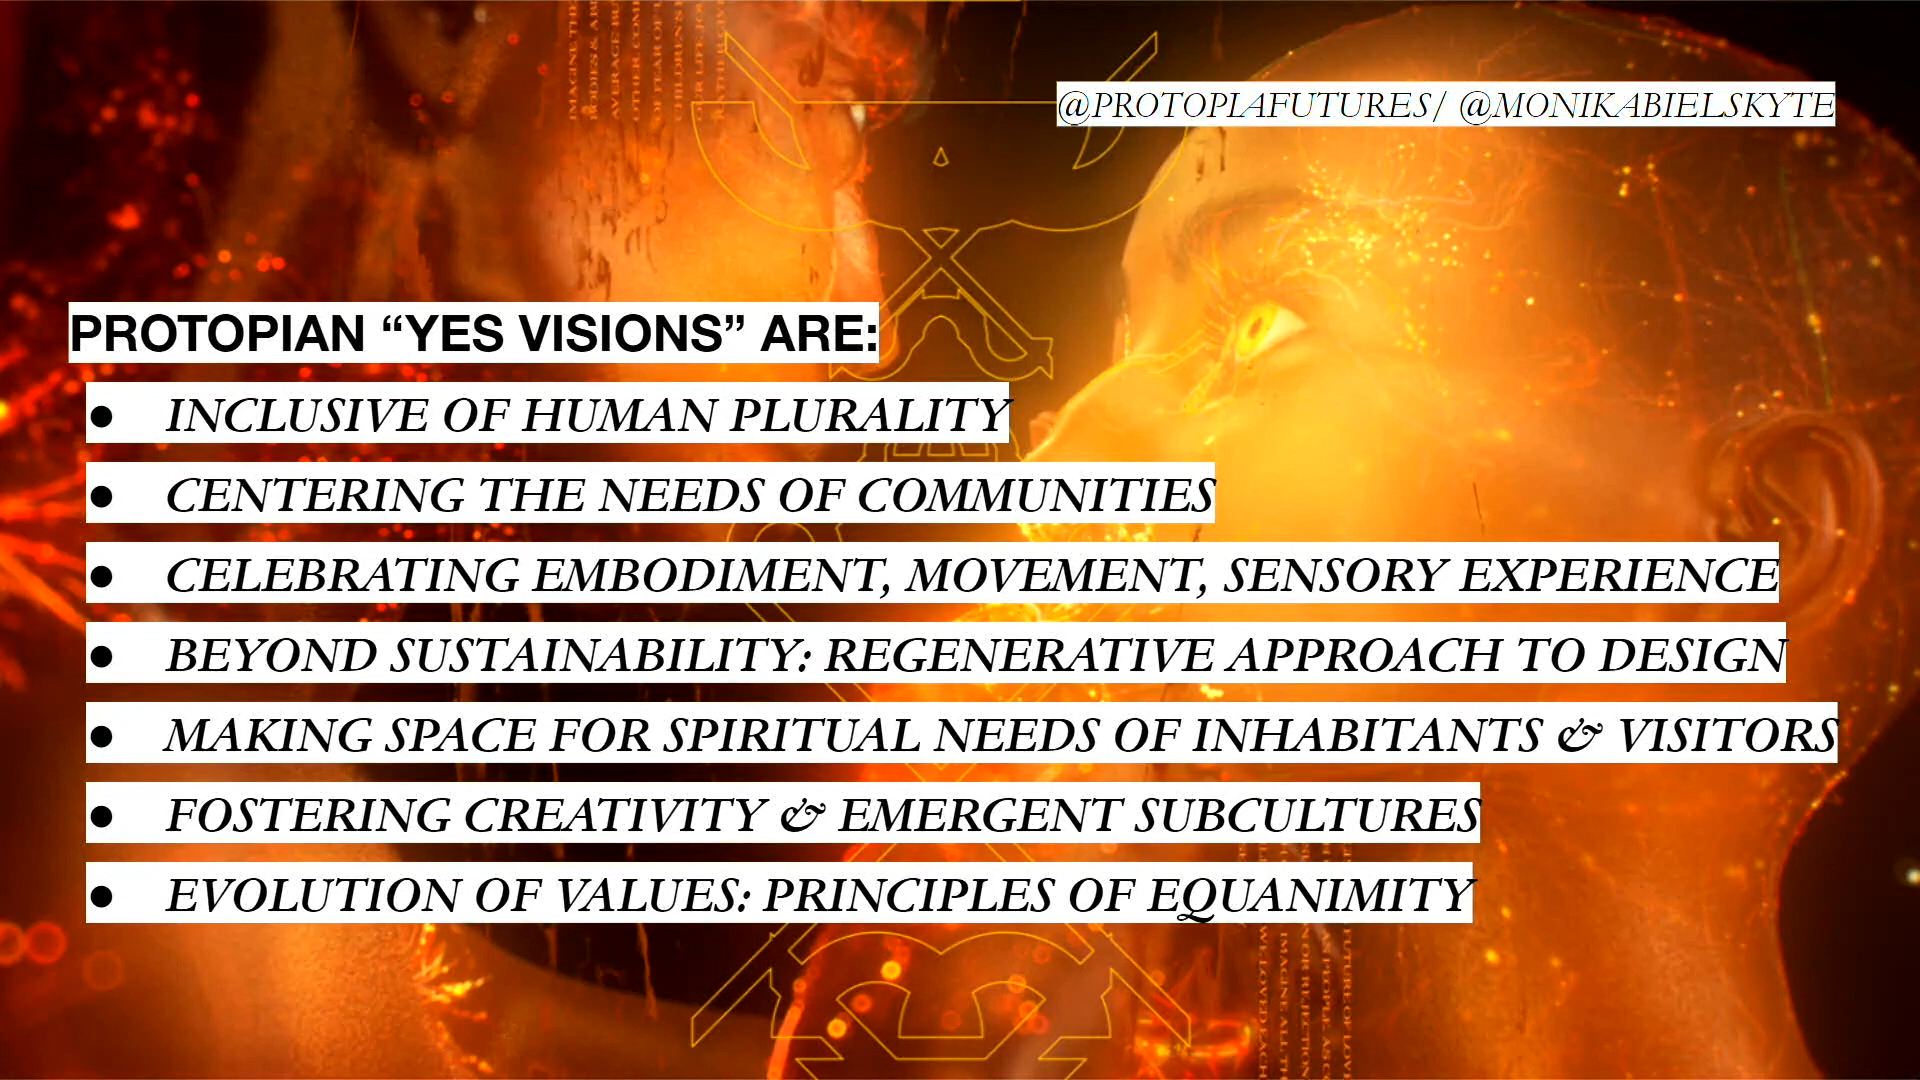 @PROTOPIAFUTURES/ @MONIKABIELSKYTE
PROTOPIAN “YES VISIONS” ARE:
● INCLUSIVE OF HUMAN PLURALITY
● CENTERING THE NEEDS OF COMMUNITIES
● CELEBRATING EMBODIMENT, MOVEMENT, SENSORY EXPERIENCE
● BEYOND SUSTAINABILITY: REGENERATIVE APPROACH TO DESIGN
● MAKING SPACE FOR SPIRITUAL NEEDS OF INHABITANTS & VISITORS
● FOSTERING CREATIVITY & EMERGENT SUBCULTURES
● EVOLUTION OF VALUES: PRINCIPLES OF EQUANIMITY